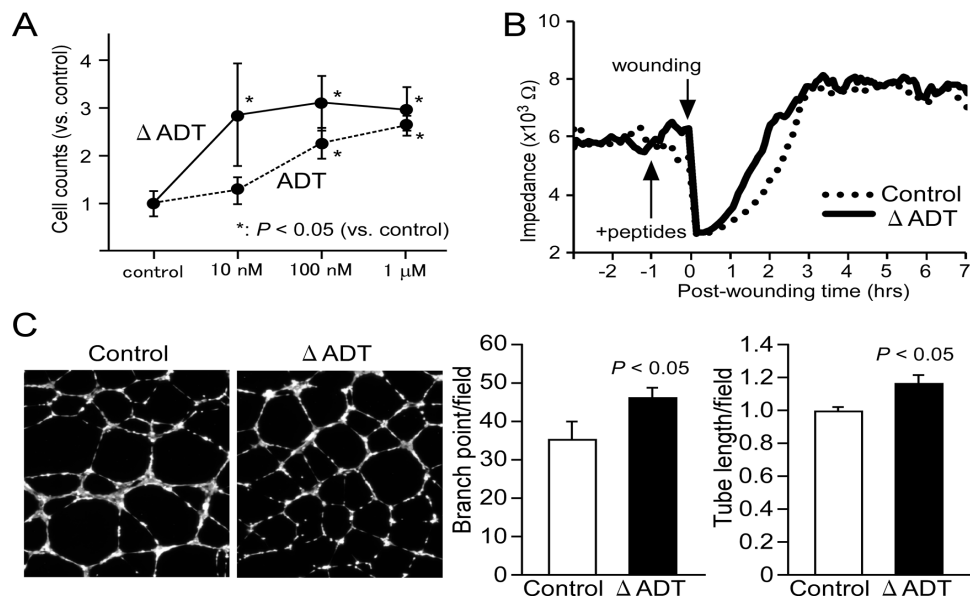 A
Cell counts (vs. control)
4
3
2
1
Δ ADT
ADT
*
*
*
*
*
*: P < 0.05 (vs. control)
control
10 nM
100 nM
1 μM
B
Impedance (x10³ Ω)
10
8
6
4
2
wounding
+peptides
Control
Δ ADT
-2
-1
0
1
2
3
4
5
6
7
Post-wounding time (hrs)
C
Control
Δ ADT
Branch point/field
60
50
40
30
20
10
0
P < 0.05
Control
Δ ADT
Tube length/field
1.4
1.2
1.0
0.8
0.6
0.4
0.2
0
P < 0.05
Control
Δ ADT